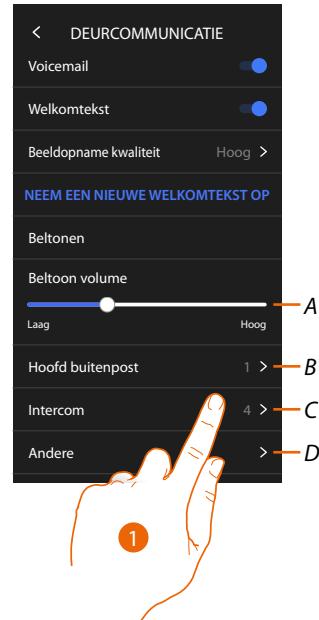 < DEURCOMMUNICATIE
Voicemail
Welkomtekst
Beeldopname kwaliteit Hoog >
NEEM EEN NIEUWE WELKOMTEKST OP
Beltonen
Beltoon volume
A
Laag Hoog
Hoofd buitenpost 1 > B
Intercom 4 > C
Andere > D
1